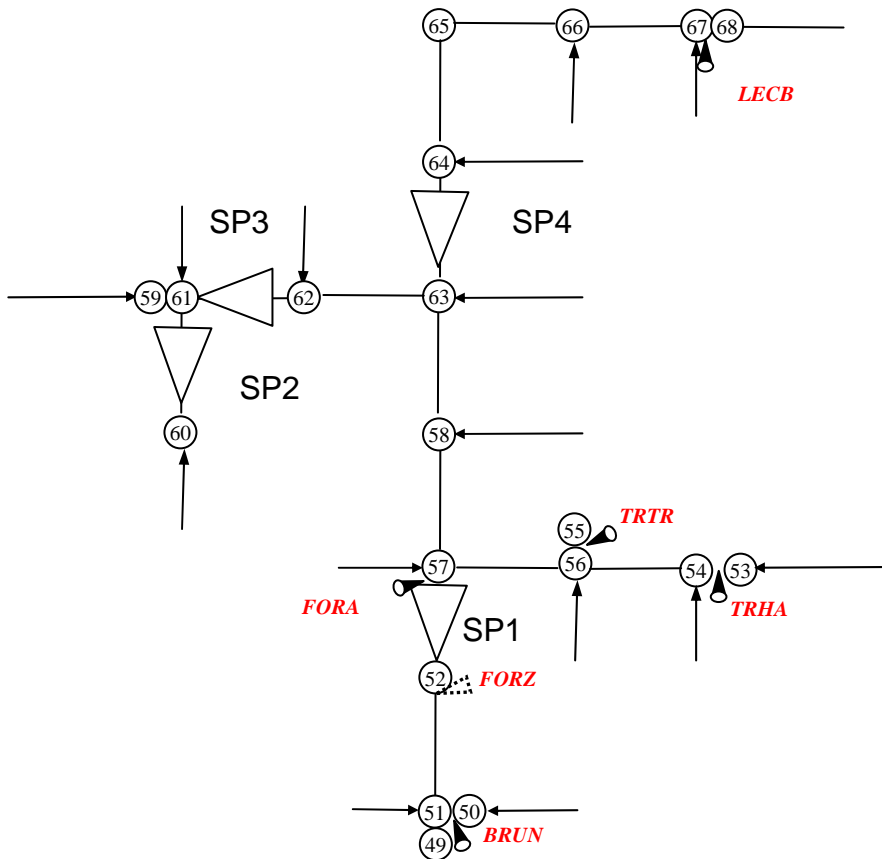 65 66 67 68
LECB
64
SP3 SP4
59 61 62 63
SP2
60 58
TRTR
55
57 56 54 53
FORA TRHA
SP1
52 FORZ
51 50
49 BRUN